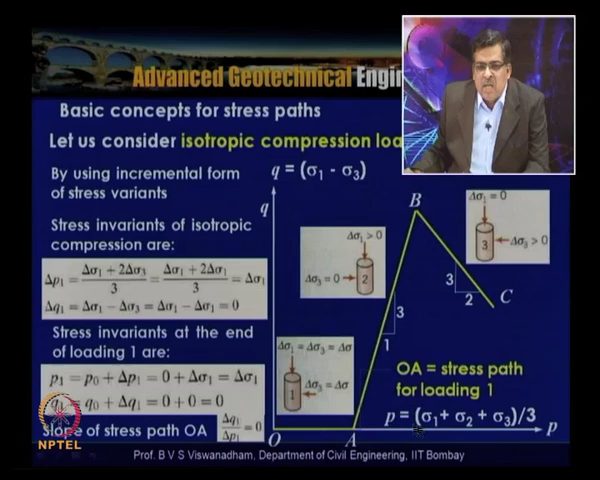 Advanced Geotechnical Engi
Basic concepts for stress paths
Let us consider isotropic compression loa
By using incremental form
of stress variants
Stress invariants of isotropic
compression are:
Δp₁ = (Δσ₁ + 2Δσ₃)/3 = (Δσ₁ + 2Δσ₁)/3 = Δσ₁
Δq₁ = Δσ₁ − Δσ₃ = Δσ₁ − Δσ₁ = 0
Stress invariants at the end
of loading 1 are:
p₁ = p₀ + Δp₁ = 0 + Δσ₁ = Δσ₁
q₁ = q₀ + Δq₁ = 0 + 0 = 0
Slope of stress path OA Δq₁/Δp₁ = 0
q = (σ₁ - σ₃)
q
B
Δσ₁ > 0
Δσ₃ = 0
2
Δσ₁ = 0
3
Δσ₃ > 0
3
2
C
3
1
Δσ₁ = Δσ₃ = Δσ
Δσ₃ = Δσ
1
OA = stress path
for loading 1
p = (σ₁+ σ₂ + σ₃)/3
O
A
p
NPTEL
Prof. B V S Viswanadham, Department of Civil Engineering, IIT Bombay